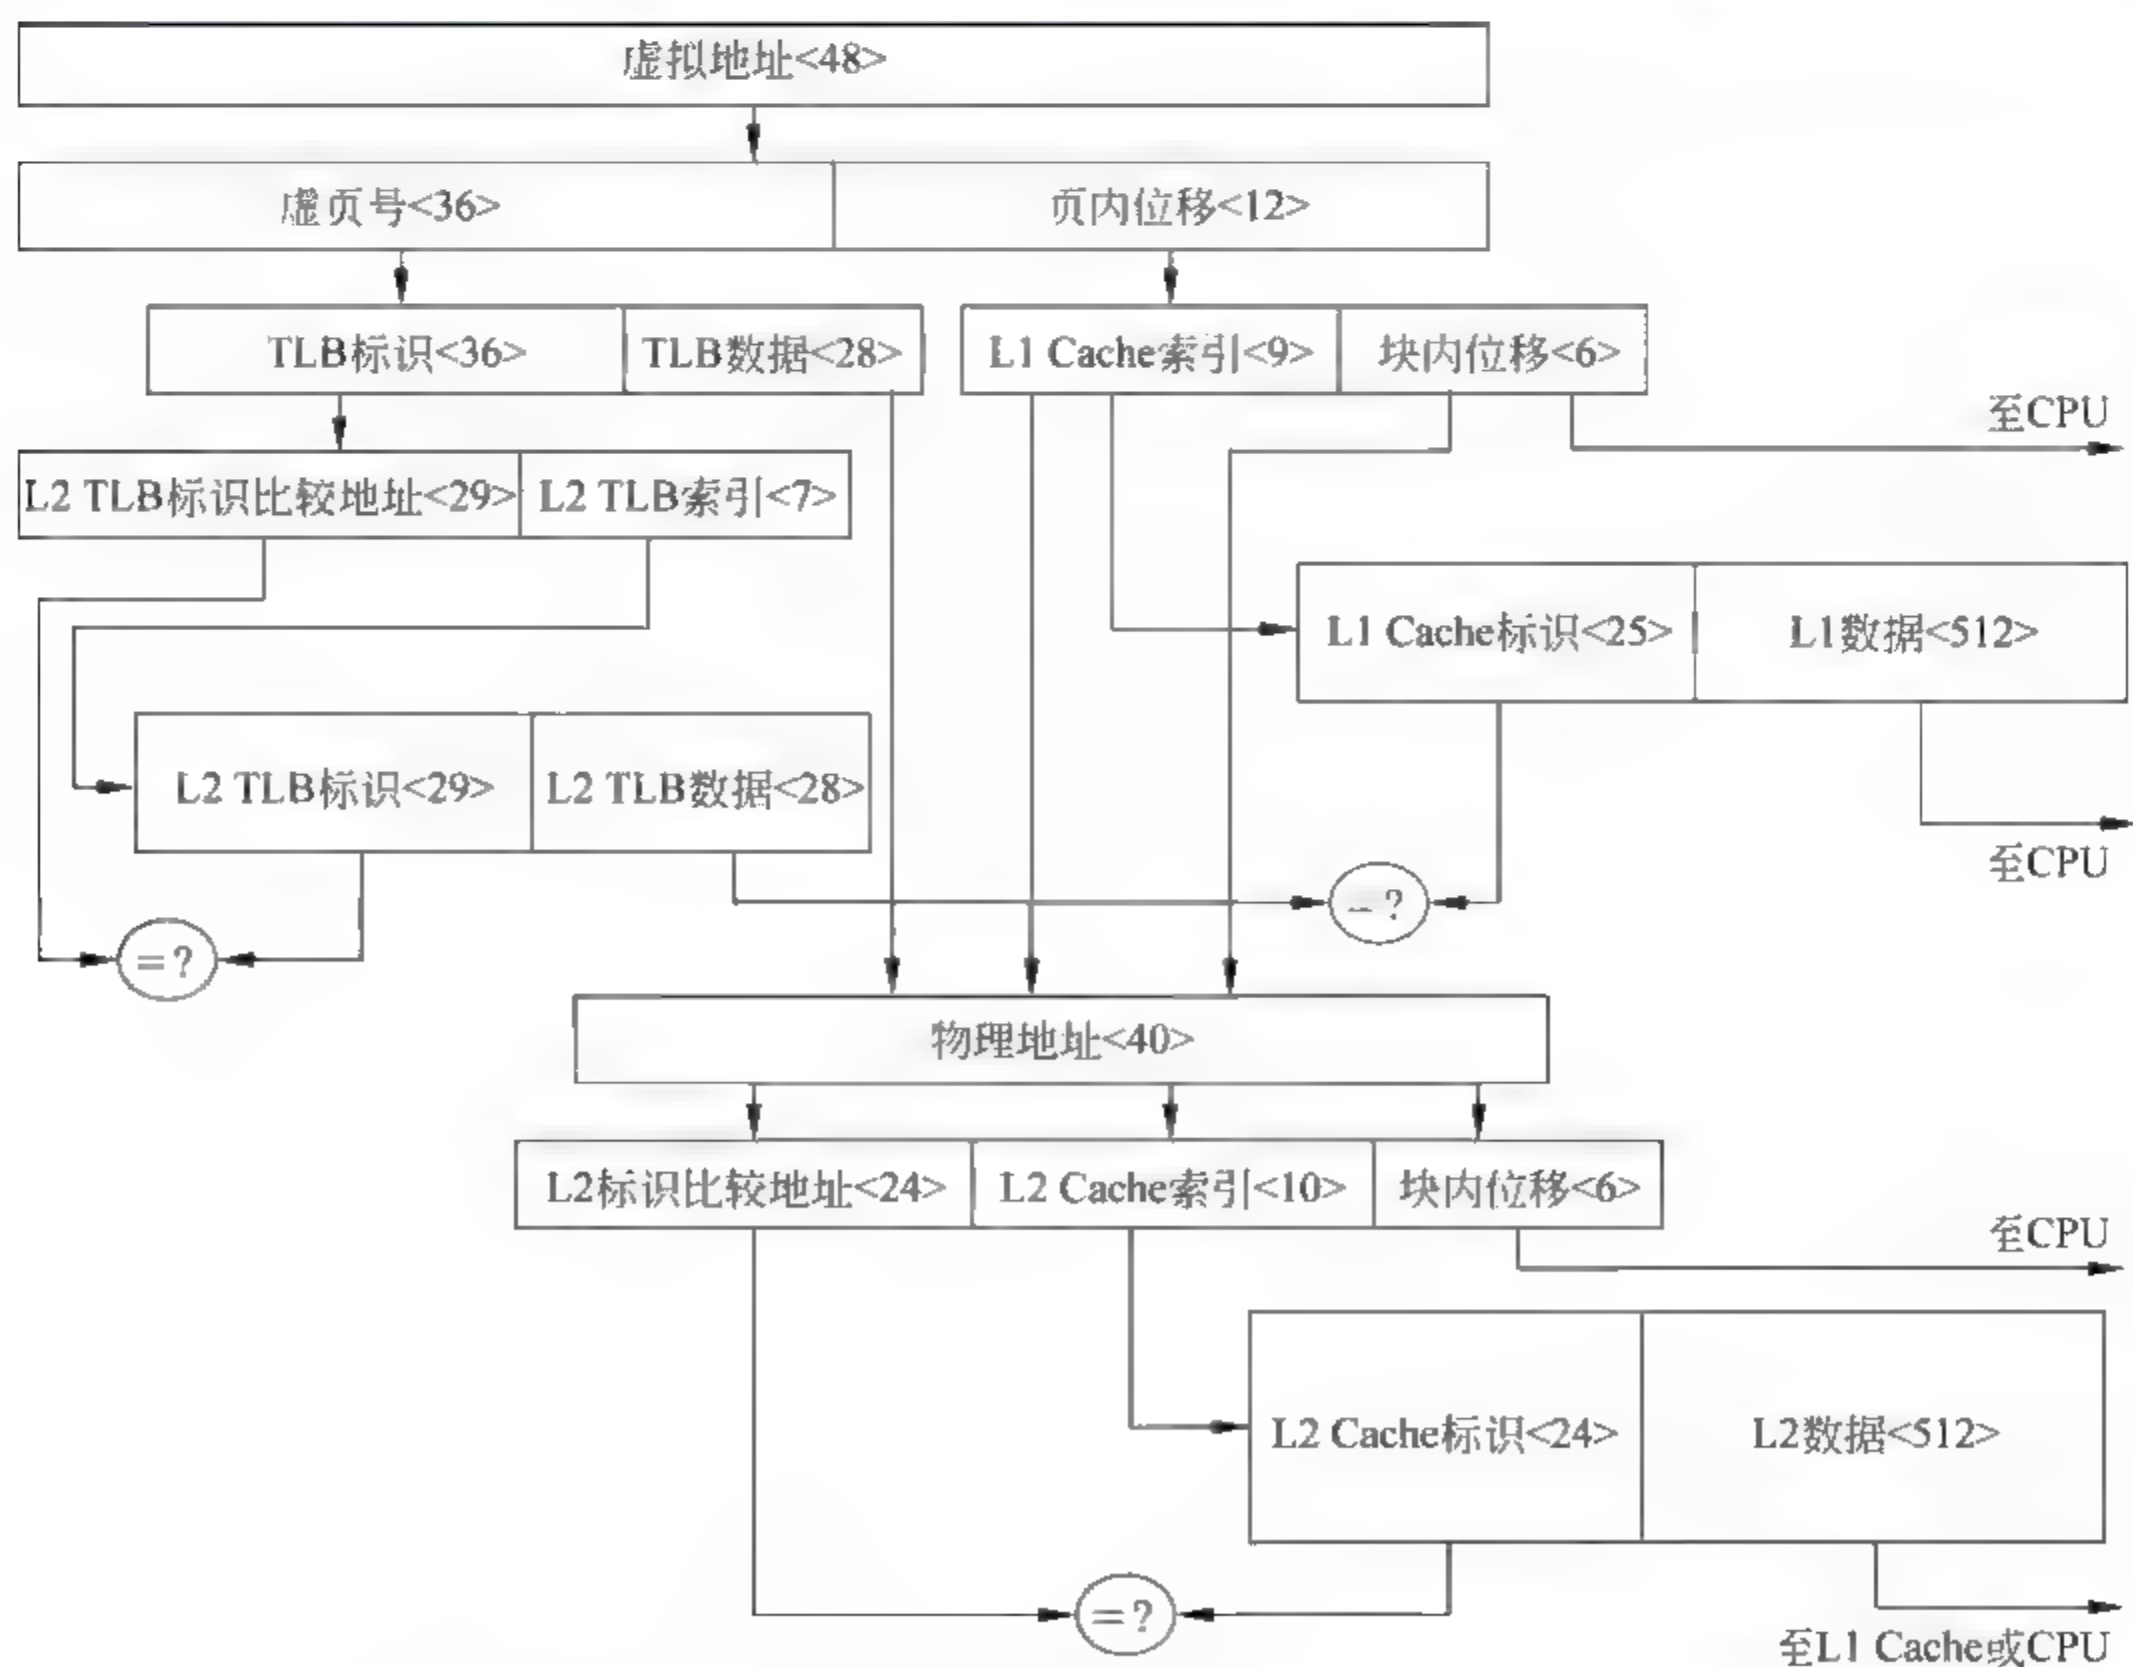 虚拟地址<48>
虚页号<36>
页内位移<12>
TLB标识<36>
TLB数据<28>
L1 Cache索引<9>
块内位移<6>
至CPU
L2 TLB标识比较地址<29>
L2 TLB索引<7>
L1 Cache标识<25>
L1数据<512>
L2 TLB标识<29>
L2 TLB数据<28>
至CPU
=?
=?
物理地址<40>
L2标识比较地址<24>
L2 Cache索引<10>
块内位移<6>
至CPU
L2 Cache标识<24>
L2数据<512>
=?
至L1 Cache或CPU